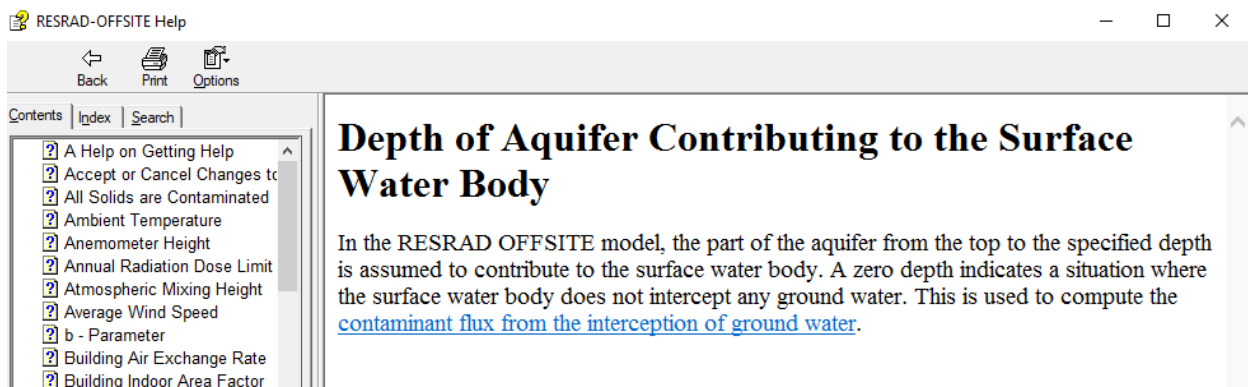 RESRAD-OFFSITE Help
Back Print Options
Contents Index Search
A Help on Getting Help
Accept or Cancel Changes to
All Solids are Contaminated
Ambient Temperature
Anemometer Height
Annual Radiation Dose Limit
Atmospheric Mixing Height
Average Wind Speed
b - Parameter
Building Air Exchange Rate
Building Indoor Area Factor
Depth of Aquifer Contributing to the Surface
Water Body
In the RESRAD OFFSITE model, the part of the aquifer from the top to the specified depth
is assumed to contribute to the surface water body. A zero depth indicates a situation where
the surface water body does not intercept any ground water. This is used to compute the
contaminant flux from the interception of ground water.